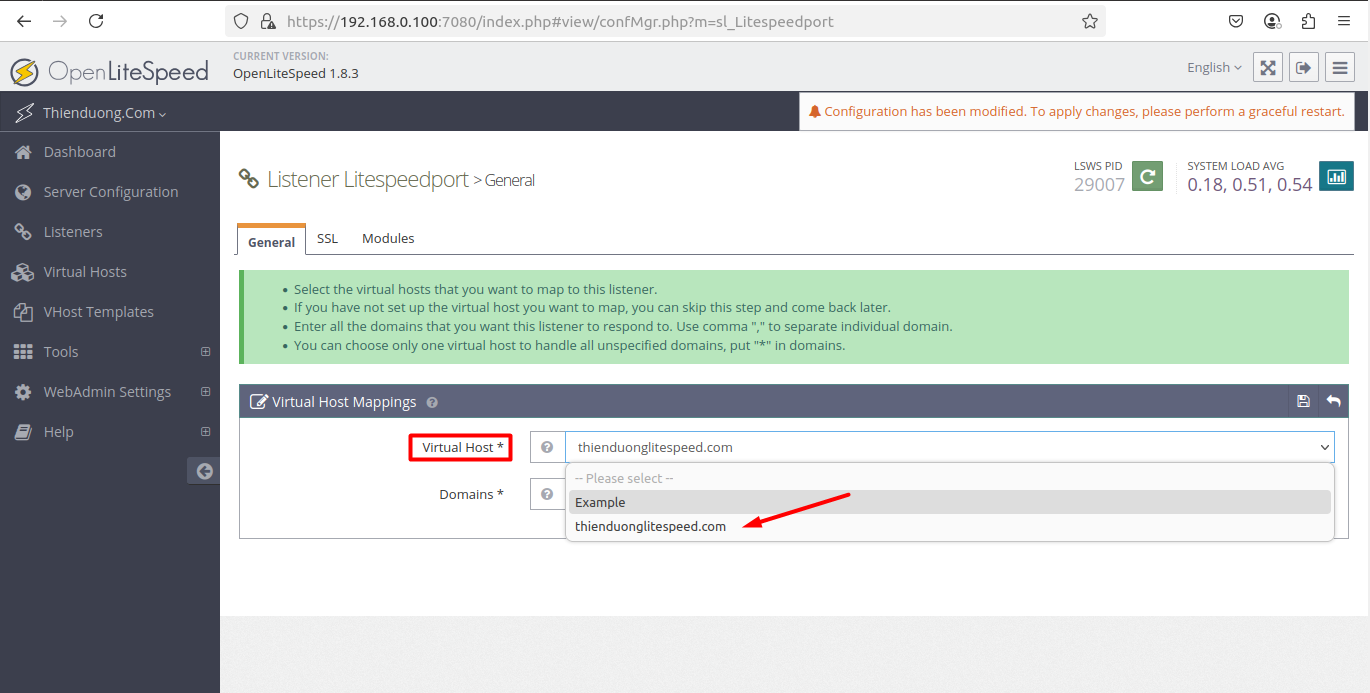 https://192.168.0.100:7080/index.php#view/confMgr.php?m=sl_Litespeedport
OpenLiteSpeed
CURRENT VERSION:
OpenLiteSpeed 1.8.3
English
Thienduong.Com
Configuration has been modified. To apply changes, please perform a graceful restart.
Dashboard
Server Configuration
Listeners
Virtual Hosts
VHost Templates
Tools
WebAdmin Settings
Help
Listener Litespeedport > General
LSWS PID
29007
SYSTEM LOAD AVG
0.18, 0.51, 0.54
General
SSL
Modules
Select the virtual hosts that you want to map to this listener.
If you have not set up the virtual host you want to map, you can skip this step and come back later.
Enter all the domains that you want this listener to respond to. Use comma "," to separate individual domain.
You can choose only one virtual host to handle all unspecified domains, put "*" in domains.
Virtual Host Mappings
Virtual Host *
thienduonglitespeed.com
-- Please select --
Example
thienduonglitespeed.com
Domains *